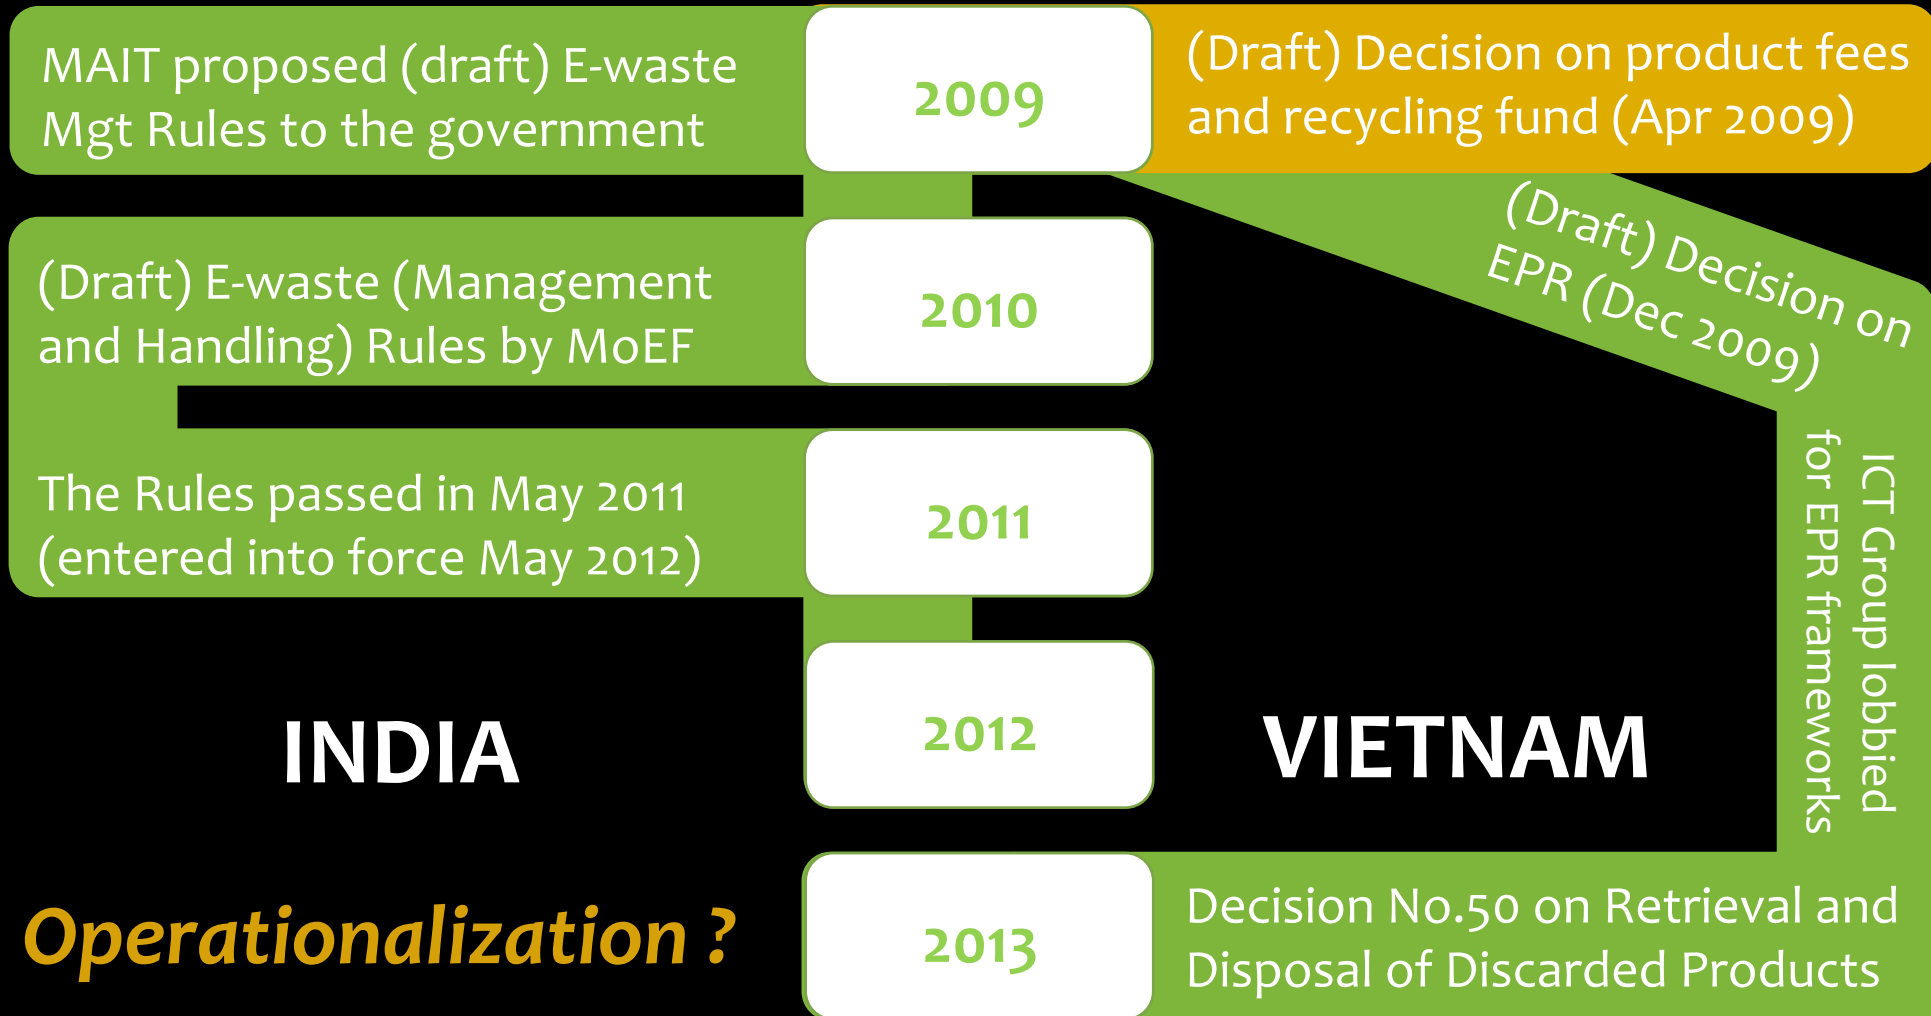 MAIT proposed (draft) E-waste
Mgt Rules to the government
2009
(Draft) Decision on product fees
and recycling fund (Apr 2009)
(Draft) Decision on
EPR (Dec 2009)
(Draft) E-waste (Management
and Handling) Rules by MoEF
2010
The Rules passed in May 2011
(entered into force May 2012)
2011
ICT Group lobbied
for EPR frameworks
INDIA
2012
VIETNAM
Operationalization ?
2013
Decision No.50 on Retrieval and
Disposal of Discarded Products